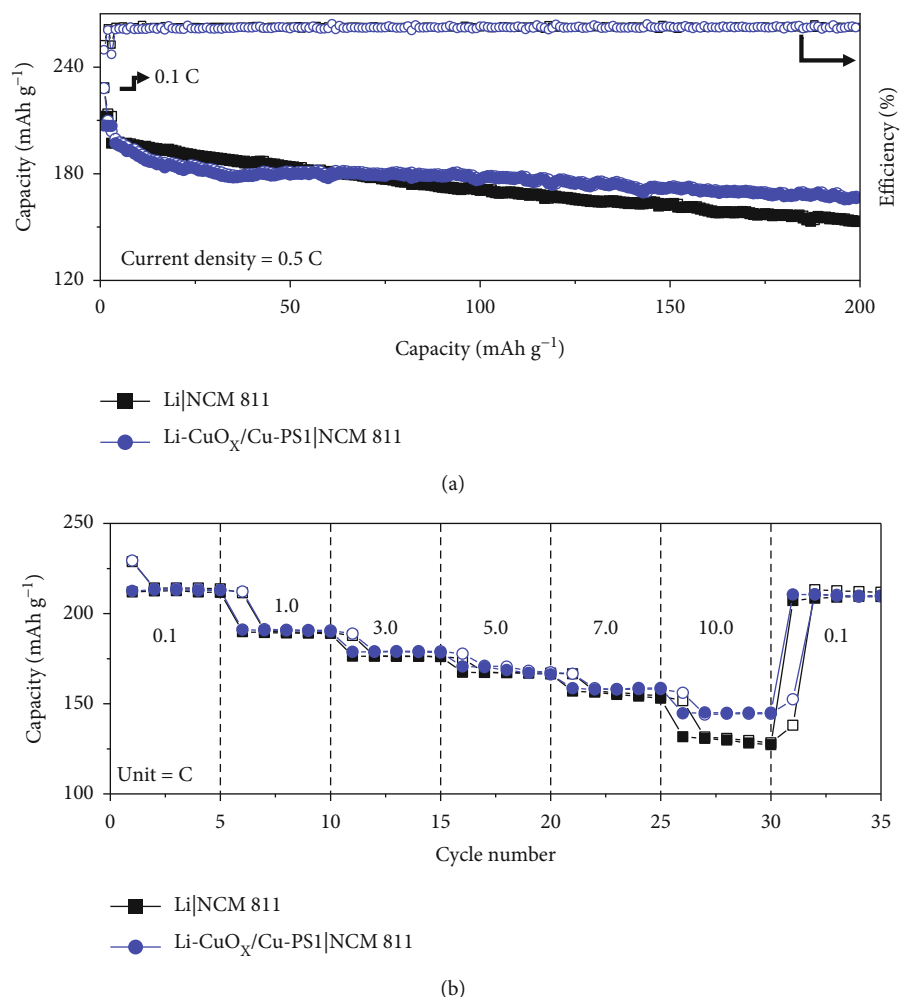 240
180
120
Capacity (mAh g⁻¹)
0.1 C
Efficiency (%)
Current density = 0.5 C
0 50 100 150 200
Capacity (mAh g⁻¹)
Li|NCM 811
Li-CuOₓ/Cu-PS1|NCM 811
(a)
250
200
150
100
Capacity (mAh g⁻¹)
0.1 1.0 3.0 5.0 7.0 10.0 0.1
Unit = C
0 5 10 15 20 25 30 35
Cycle number
Li|NCM 811
Li-CuOₓ/Cu-PS1|NCM 811
(b)